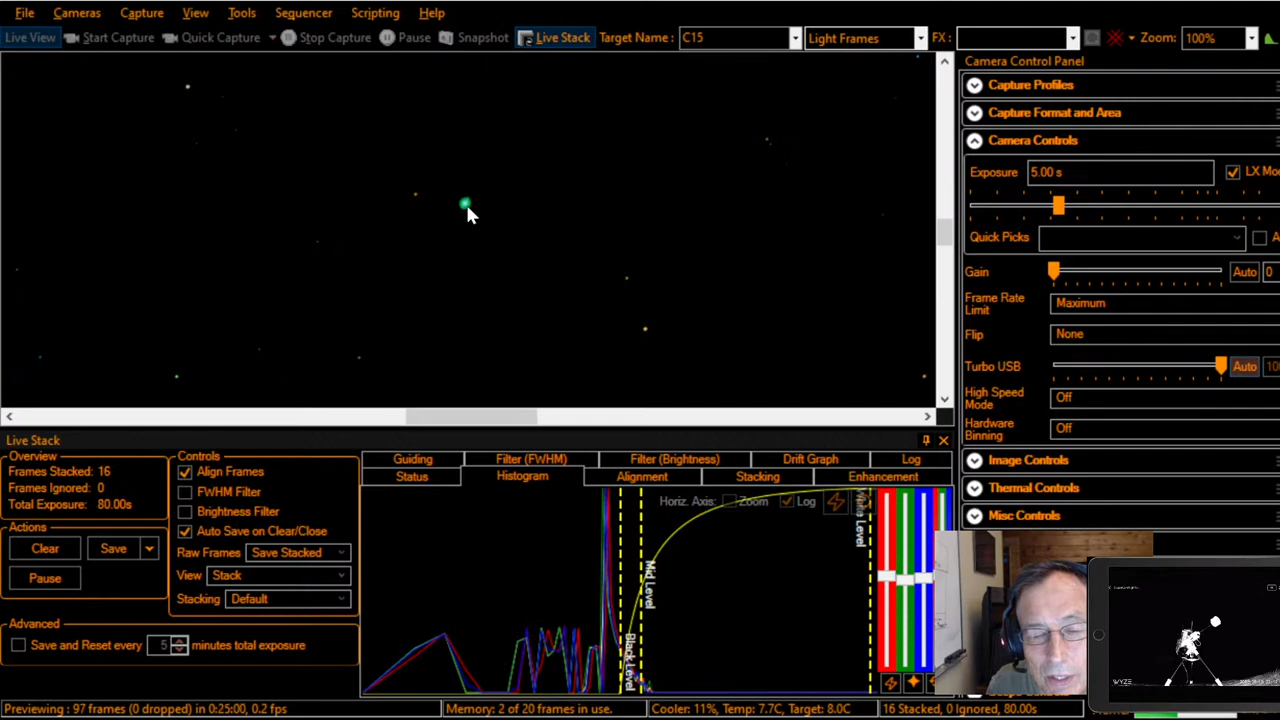 File Cameras Capture View Tools Sequencer Scripting Help
Live View Start Capture Quick Capture Stop Capture Pause Snapshot Live Stack Target Name : C15 Light Frames FX : Zoom: 100%
Camera Control Panel
Capture Profiles
Capture Format and Area
Camera Controls
Exposure 5.00 s LX
Quick Picks
Gain Auto 0
Frame Rate Limit Maximum
Flip None
Turbo USB Auto
High Speed Mode Off
Hardware Binning Off
Image Controls
Thermal Controls
Misc Controls
Live Stack
Overview
Frames Stacked: 16
Frames Ignored: 0
Total Exposure: 80.00s
Actions
Clear Save
Pause
Controls
Align Frames
FWHM Filter
Brightness Filter
Auto Save on Clear/Close
Raw Frames Save Stacked
View Stack
Stacking Default
Advanced
Save and Reset every 5 minutes total exposure
Guiding Filter (FWHM) Filter (Brightness) Drift Graph Log
Status Histogram Alignment Stacking Enhancement
Horiz. Axis: Zoom Log
Black Level
Mid Level
White Level
WYZE
Previewing : 97 frames (0 dropped) in 0:25:00, 0.2 fps Memory: 2 of 20 frames in use. Cooler: 11%, Temp: 7.7C, Target: 8.0C 16 Stacked, 0 Ignored, 80.00s